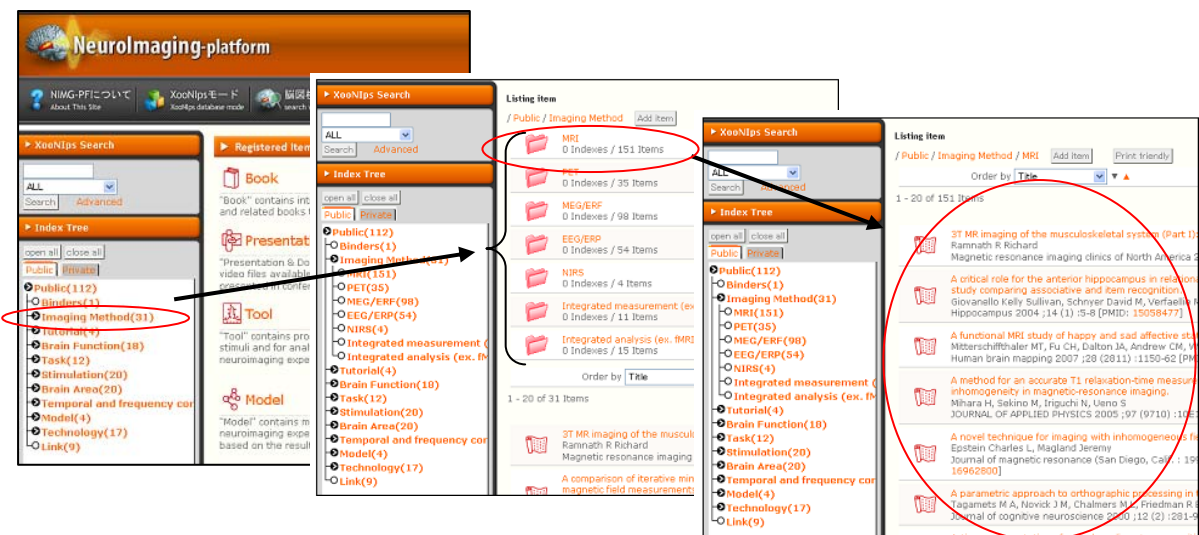 NeuroImaging-platform
NIMG-PFについて
About This Site
XooNIpsモード
XooNIps database mode
脳図
search
XooNIps Search
ALL
Search Advanced
Index Tree
open all close all
Public Private
Public(112)
Binders(1)
Imaging Method(31)
Tutorial(4)
Brain Function(18)
Task(12)
Stimulation(20)
Brain Area(20)
Temporal and frequency cor
Model(4)
Technology(17)
Link(9)
Registered Item
Book
"Book" contains int
and related books
Presentat
"Presentation & Do
video files available
presented in confer
Tool
"Tool" contains pro
stimuli and for anal
neuroimaging expe
Model
"Model" contains m
neuroimaging expe
based on the result
XooNIps Search
ALL
Search Advanced
Index Tree
open all close all
Public Private
Public(112)
Binders(1)
Imaging Method(31)
MRI(151)
PET(35)
MEG/ERF(98)
EEG/ERP(54)
NIRS(4)
Integrated measurement (
Integrated analysis (ex. fM
Tutorial(4)
Brain Function(18)
Task(12)
Stimulation(20)
Brain Area(20)
Temporal and frequency cor
Model(4)
Technology(17)
Link(9)
Listing item
/ Public / Imaging Method Add item
MRI
0 Indexes / 151 Items
PET
0 Indexes / 35 Items
MEG/ERF
0 Indexes / 98 Items
EEG/ERP
0 Indexes / 54 Items
NIRS
0 Indexes / 4 Items
Integrated measurement (ex
0 Indexes / 11 Items
Integrated analysis (ex. fMRI
0 Indexes / 15 Items
Order by Title
1 - 20 of 31 Items
3T MR imaging of the muscul
Ramnath R Richard
Magnetic resonance imaging
A comparison of iterative min
magnetic field measurements
XooNIps Search
ALL
Search Advanced
Index Tree
open all close all
Public Private
Public(112)
Binders(1)
Imaging Method(31)
MRI(151)
PET(35)
MEG/ERF(98)
EEG/ERP(54)
NIRS(4)
Integrated measurement (
Integrated analysis (ex. fM
Tutorial(4)
Brain Function(18)
Task(12)
Stimulation(20)
Brain Area(20)
Temporal and frequency cor
Model(4)
Technology(17)
Link(9)
Listing item
/ Public / Imaging Method / MRI Add item Print friendly
Order by Title
1 - 20 of 151 Items
3T MR imaging of the musculoskeletal system (Part I):
Ramnath R Richard
Magnetic resonance imaging clinics of North America 2
A critical role for the anterior hippocampus in relation
study comparing associative and item recognition.
Giovanello Kelly Sullivan, Schnyer David M, Verfaellie M
Hippocampus 2004 ;14 (1) :5-8 [PMID: 15058477]
A functional MRI study of happy and sad affective sta
Mitterschiffthaler MT, Fu CH, Dalton JA, Andrew CM, W
Human brain mapping 2007 ;28 (2811) :1150-62 [PM
A method for an accurate T1 relaxation-time measure
inhomogeneity in magnetic-resonance imaging.
Mihara H, Sekino M, Iriguchi N, Ueno S
JOURNAL OF APPLIED PHYSICS 2005 ;97 (9710) :10E1
A novel technique for imaging with inhomogeneous fi
Epstein Charles L, Magland Jeremy
Journal of magnetic resonance (San Diego, Calif. : 199
16962800]
A parametric approach to orthographic processing in
Tagamets M A, Novick J M, Chalmers M L, Friedman R B
Journal of cognitive neuroscience 2000 ;12 (2) :281-9